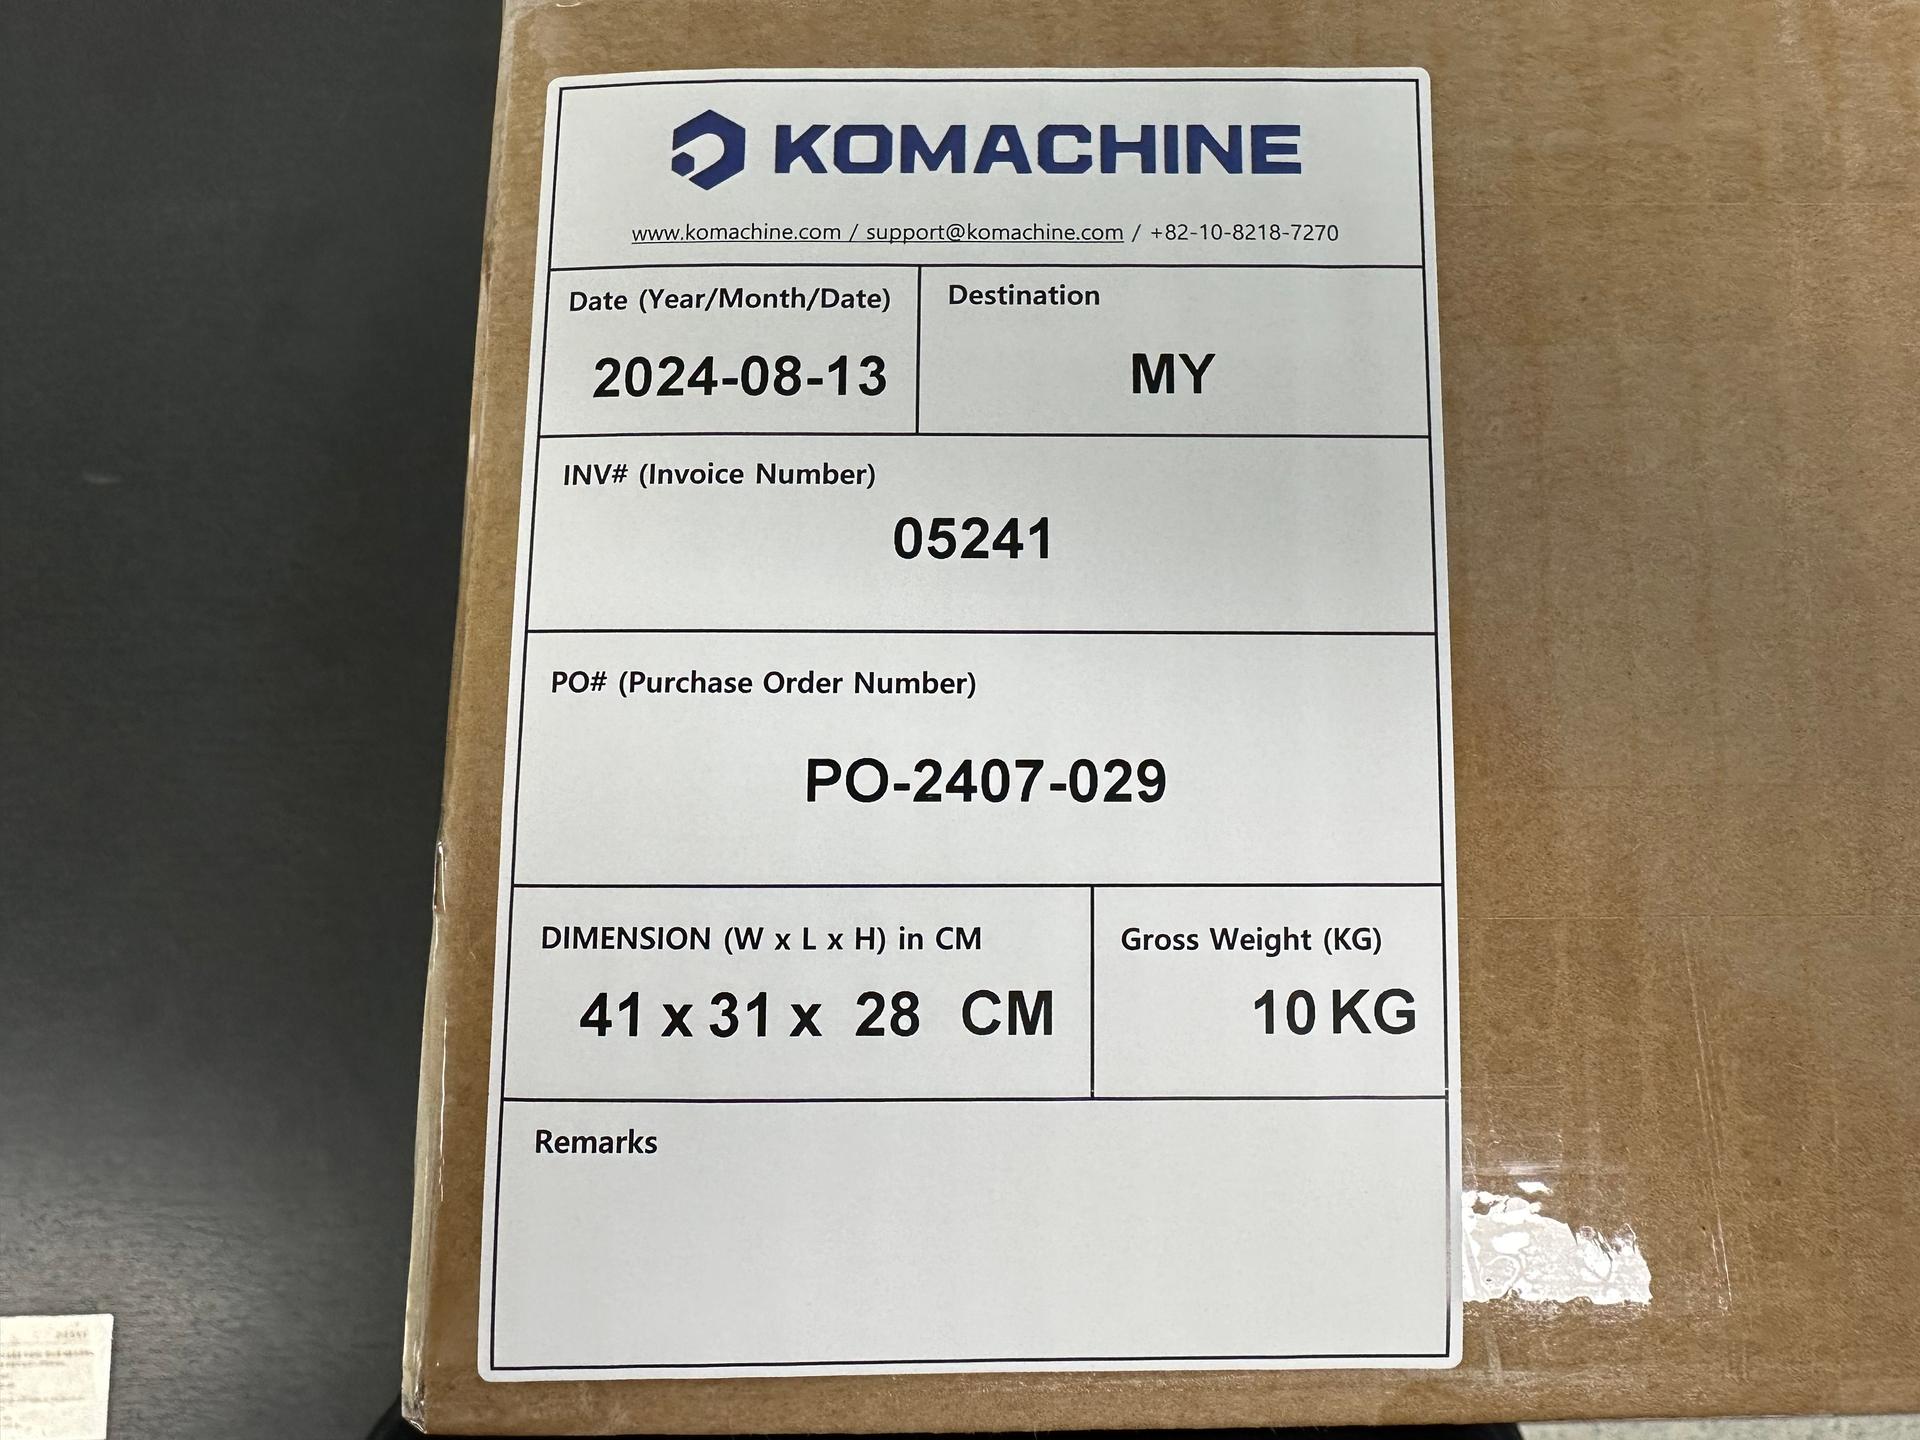 KOMACHINE
www.komachine.com / support@komachine.com / +82-10-8218-7270
Date (Year/Month/Date)
2024-08-13
Destination
MY
INV# (Invoice Number)
05241
PO# (Purchase Order Number)
PO-2407-029
DIMENSION (W x L x H) in CM
41 x 31 x 28 CM
Gross Weight (KG)
10 KG
Remarks